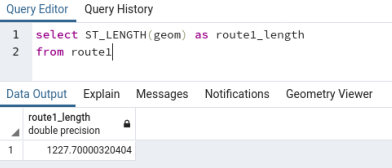 Query Editor Query History
1 select ST_LENGTH(geom) as route1_length
2 from route1
Data Output Explain Messages Notifications Geometry Viewer
route1_length
double precision
1 1227.70000320404